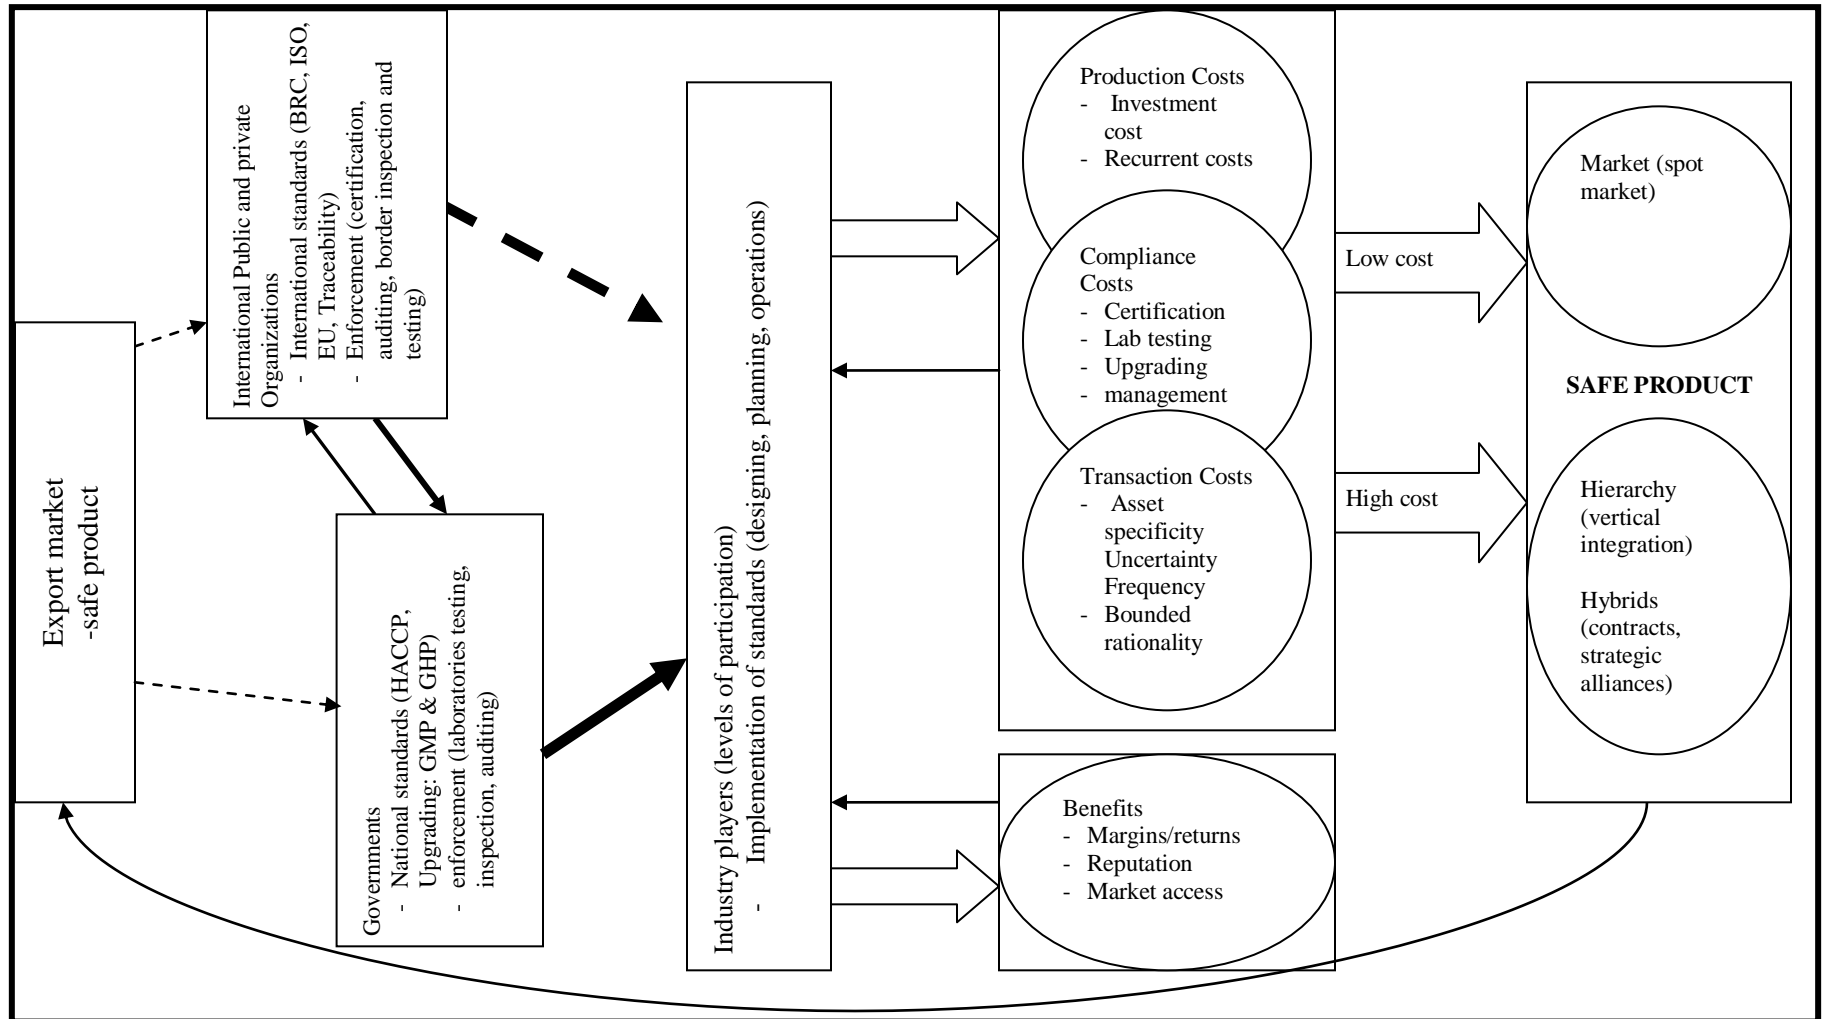 Export market
-safe product
International Public and private
Organizations
- International standards (BRC, ISO,
EU, Traceability)
- Enforcement (certification,
auditing, border inspection and
testing)
Governments
- National standards (HACCP,
Upgrading: GMP & GHP)
- enforcement (laboratories testing,
inspection, auditing)
Industry players (levels of participation)
- Implementation of standards (designing, planning, operations)
Production Costs
- Investment
cost
- Recurrent costs
Compliance
Costs
- Certification
- Lab testing
- Upgrading
- management
Transaction Costs
- Asset
specificity
Uncertainty
Frequency
- Bounded
rationality
Benefits
- Margins/returns
- Reputation
- Market access
Low cost
High cost
Market (spot
market)
SAFE PRODUCT
Hierarchy
(vertical
integration)
Hybrids
(contracts,
strategic
alliances)